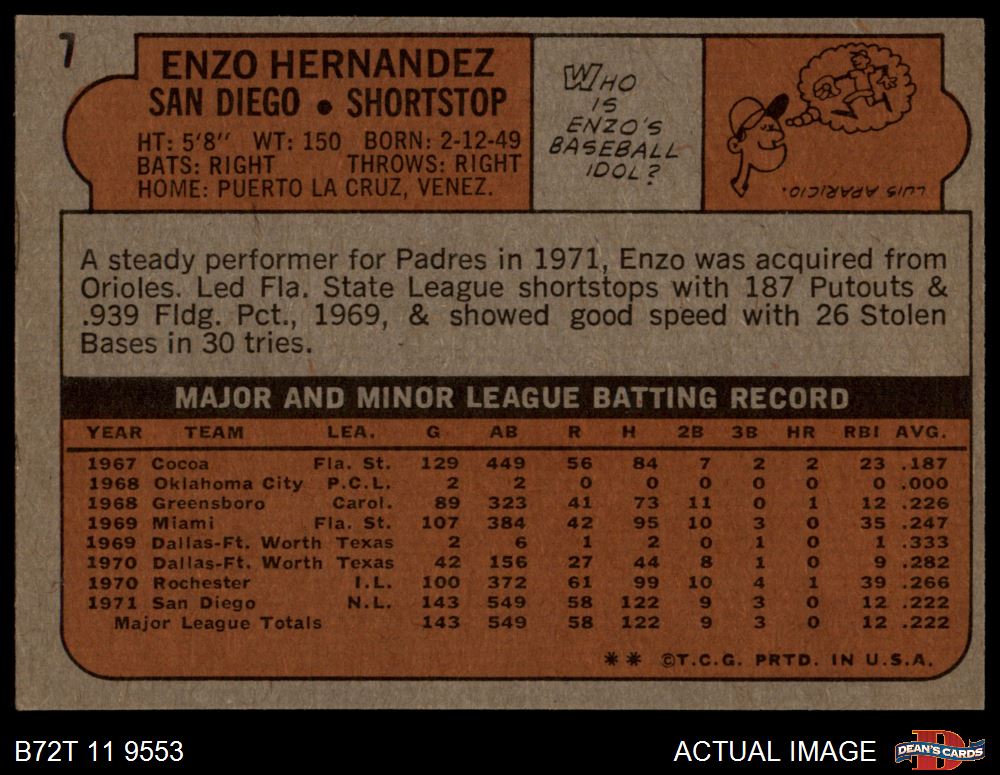 7
ENZO HERNANDEZ
SAN DIEGO • SHORTSTOP
HT: 5'8" WT: 150 BORN: 2-12-49
BATS: RIGHT THROWS: RIGHT
HOME: PUERTO LA CRUZ, VENEZ.
WHO
IS
ENZO'S
BASEBALL
IDOL?
LUIS APARICIO.
A steady performer for Padres in 1971, Enzo was acquired from
Orioles. Led Fla. State League shortstops with 187 Putouts &
.939 Fldg. Pct., 1969, & showed good speed with 26 Stolen
Bases in 30 tries.
MAJOR AND MINOR LEAGUE BATTING RECORD
YEAR TEAM LEA. G AB R H 2B 3B HR RBI AVG.
1967 Cocoa Fla. St. 129 449 56 84 7 2 2 23 .187
1968 Oklahoma City P.C.L. 2 2 0 0 0 0 0 0 .000
1968 Greensboro Carol. 89 323 41 73 11 0 1 12 .226
1969 Miami Fla. St. 107 384 42 95 10 3 0 35 .247
1969 Dallas-Ft. Worth Texas 2 6 1 2 0 1 0 1 .333
1970 Dallas-Ft. Worth Texas 42 156 27 44 8 1 0 9 .282
1970 Rochester I.L. 100 372 61 99 10 4 1 39 .266
1971 San Diego N.L. 143 549 58 122 9 3 0 12 .222
Major League Totals 143 549 58 122 9 3 0 12 .222
** ©T.C.G. PRTD. IN U.S.A.
B72T 11 9553
ACTUAL IMAGE
DEAN'S CARDS